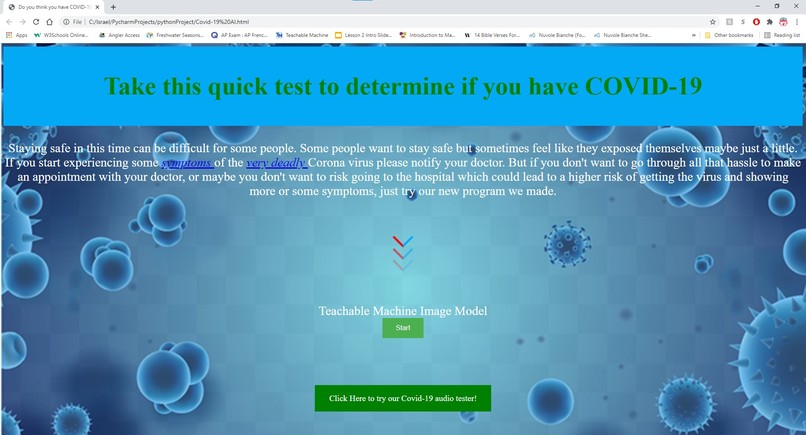 Do you think you have COVID-19
File | C:/Israel/PycharmProjects/pythonProject/Covid-19%20AI.html
Apps W3Schools Online... Angler Access Freshwater Seasons... AP Exam - AP Frenc... Teachable Machine Lesson 2 Intro Slide... Introduction to Ma... 14 Bible Verses For... Nuvole Bianche (Fo... Nuvole Bianche She... » Other bookmarks Reading list
Take this quick test to determine if you have COVID-19
Staying safe in this time can be difficult for some people. Some people want to stay safe but sometimes feel like they exposed themselves maybe just a little.
If you start experiencing some symptoms of the very deadly Corona virus please notify your doctor. But if you don't want to go through all that hassle to make
an appointment with your doctor, or maybe you don't want to risk going to the hospital which could lead to a higher risk of getting the virus and showing
more or some symptoms, just try our new program we made.
Teachable Machine Image Model
Start
Click Here to try our Covid-19 audio tester!